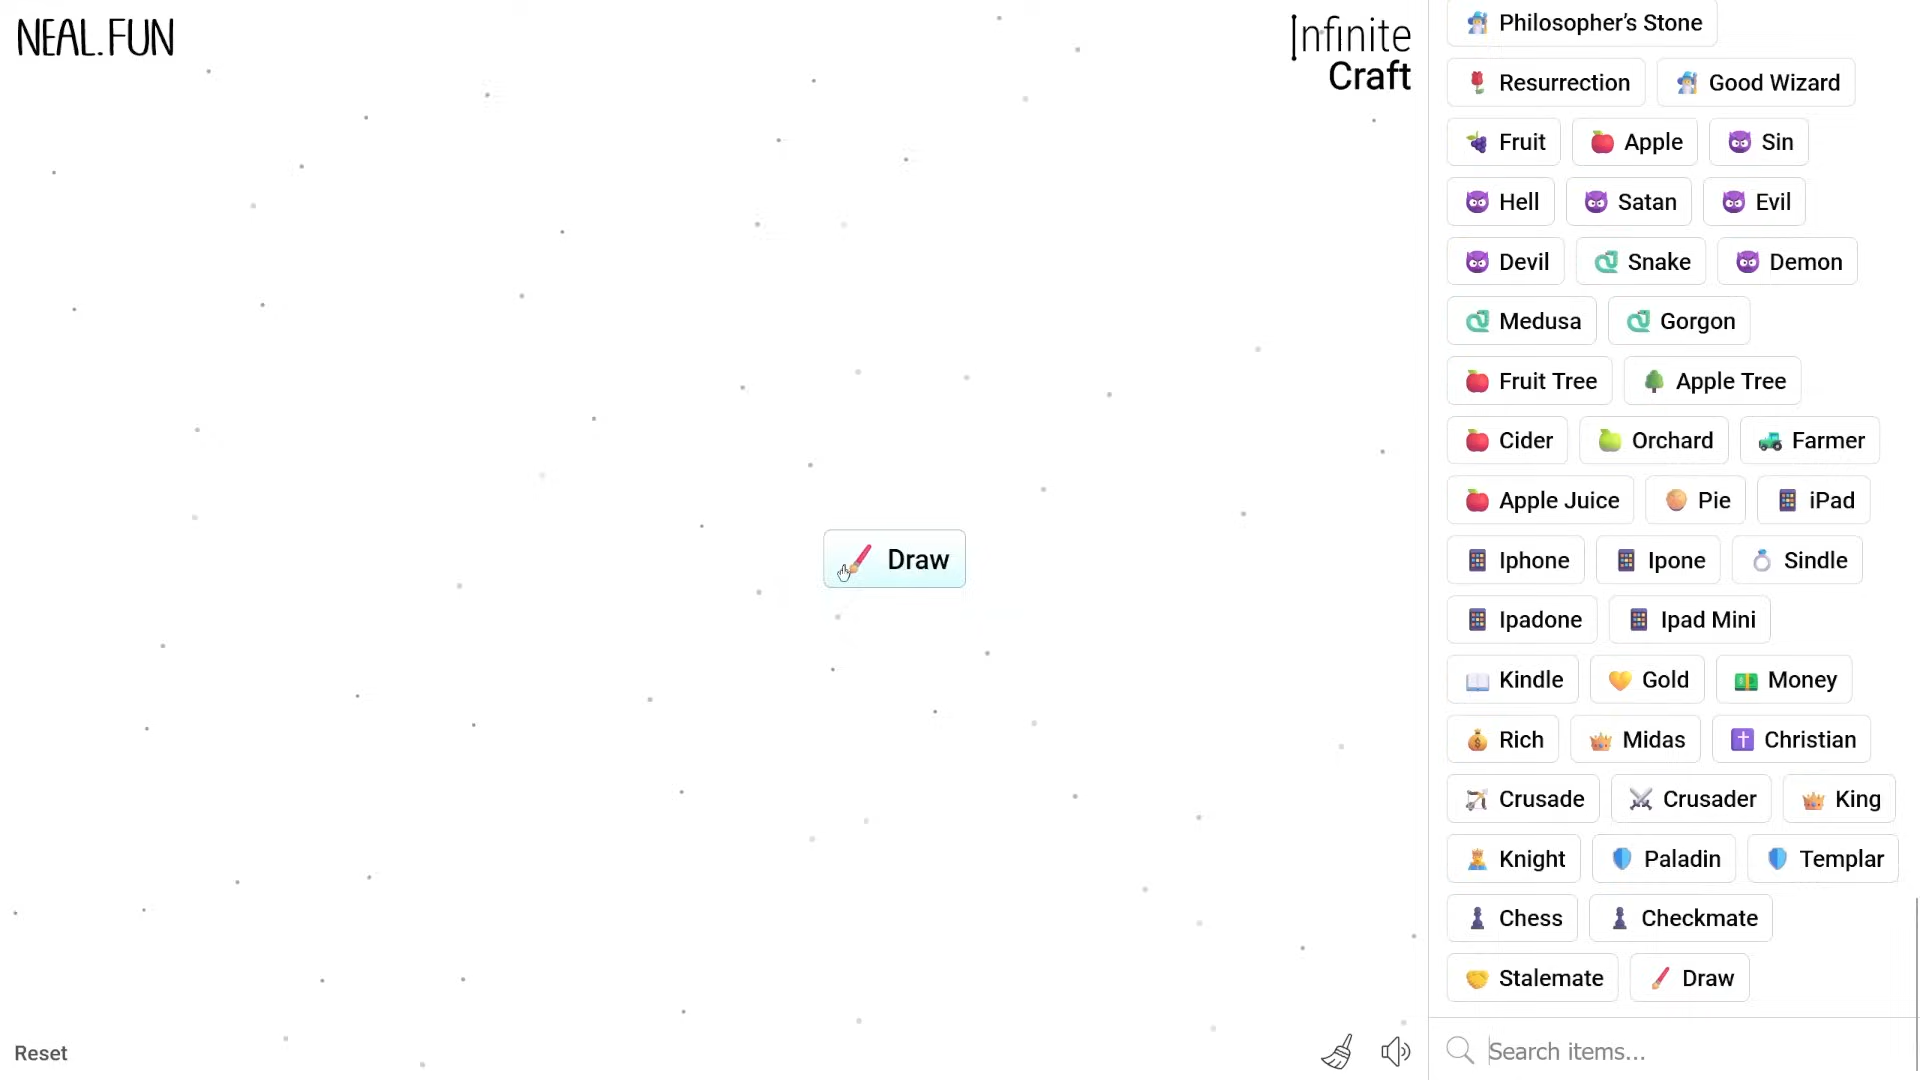 NEAL.FUN
Infinite
Craft
Philosopher’s Stone
Resurrection Good Wizard
Fruit Apple Sin
Hell Satan Evil
Devil Snake Demon
Medusa Gorgon
Fruit Tree Apple Tree
Cider Orchard Farmer
Apple Juice Pie iPad
Draw
Iphone Ipone Sindle
Ipadone Ipad Mini
Kindle Gold Money
Rich Midas Christian
Crusade Crusader King
Knight Paladin Templar
Chess Checkmate
Stalemate Draw
Reset
Search items...